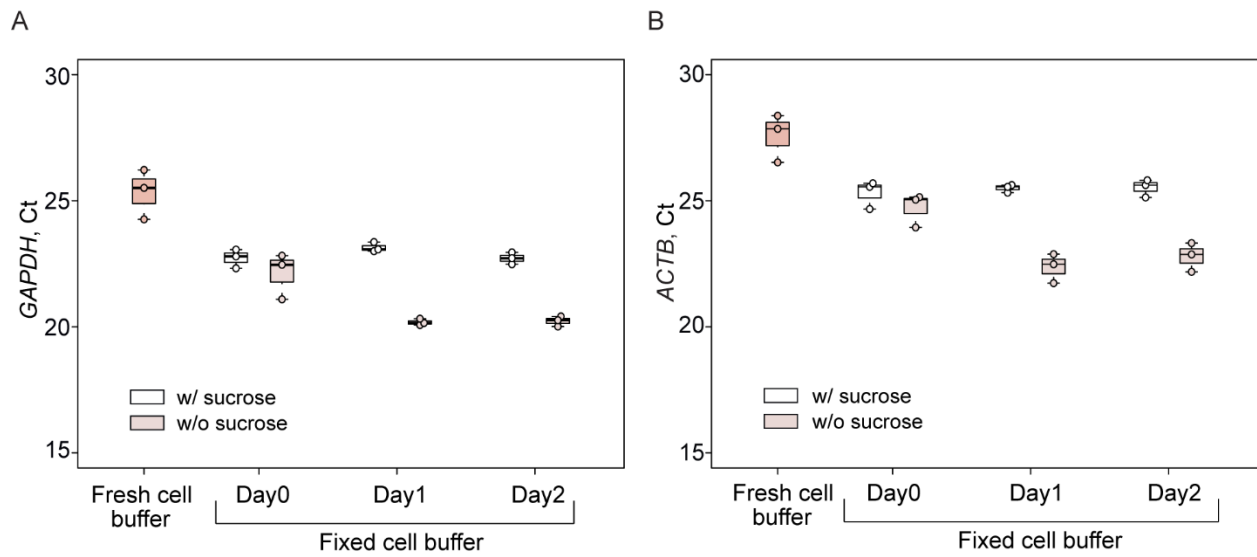 A
30
25
20
15
GAPDH, Ct
w/ sucrose
w/o sucrose
Fresh cell
buffer
Day0
Day1
Day2
Fixed cell buffer
B
30
25
20
15
ACTB, Ct
w/ sucrose
w/o sucrose
Fresh cell
buffer
Day0
Day1
Day2
Fixed cell buffer